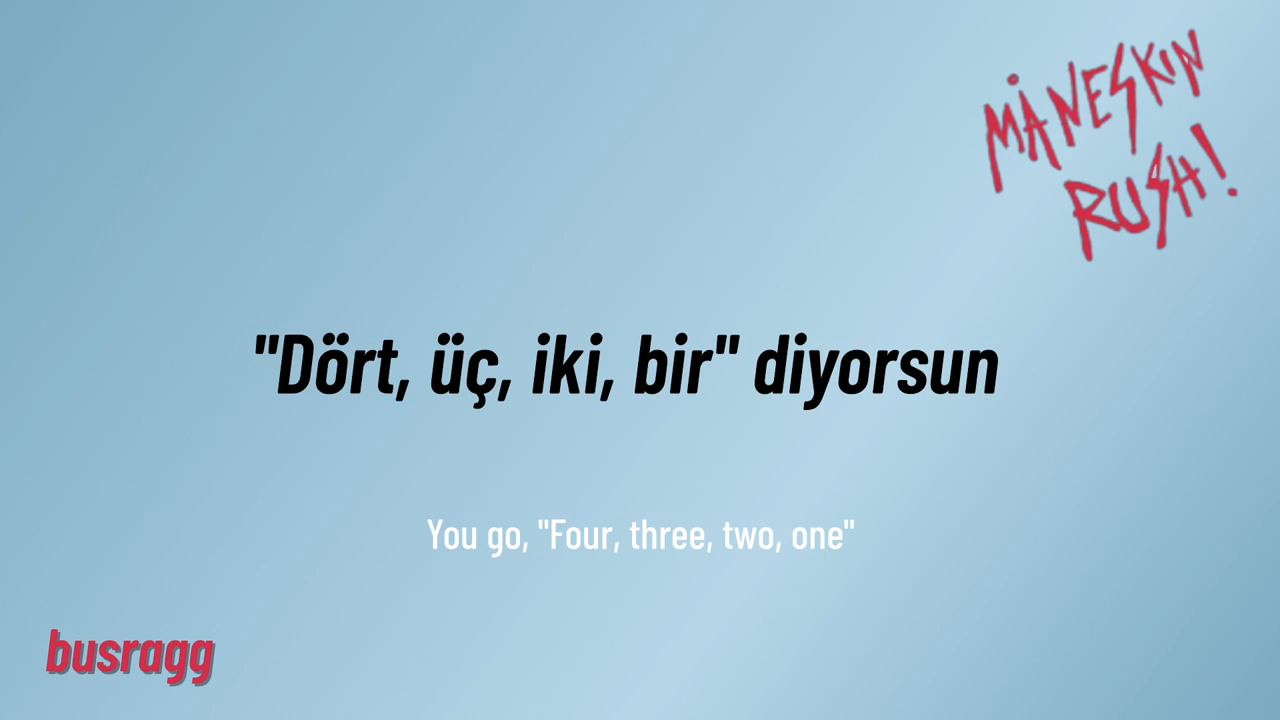 MÅNESKIN
RUSH!
"Dört, üç, iki, bir" diyorsun
You go, "Four, three, two, one"
busragg